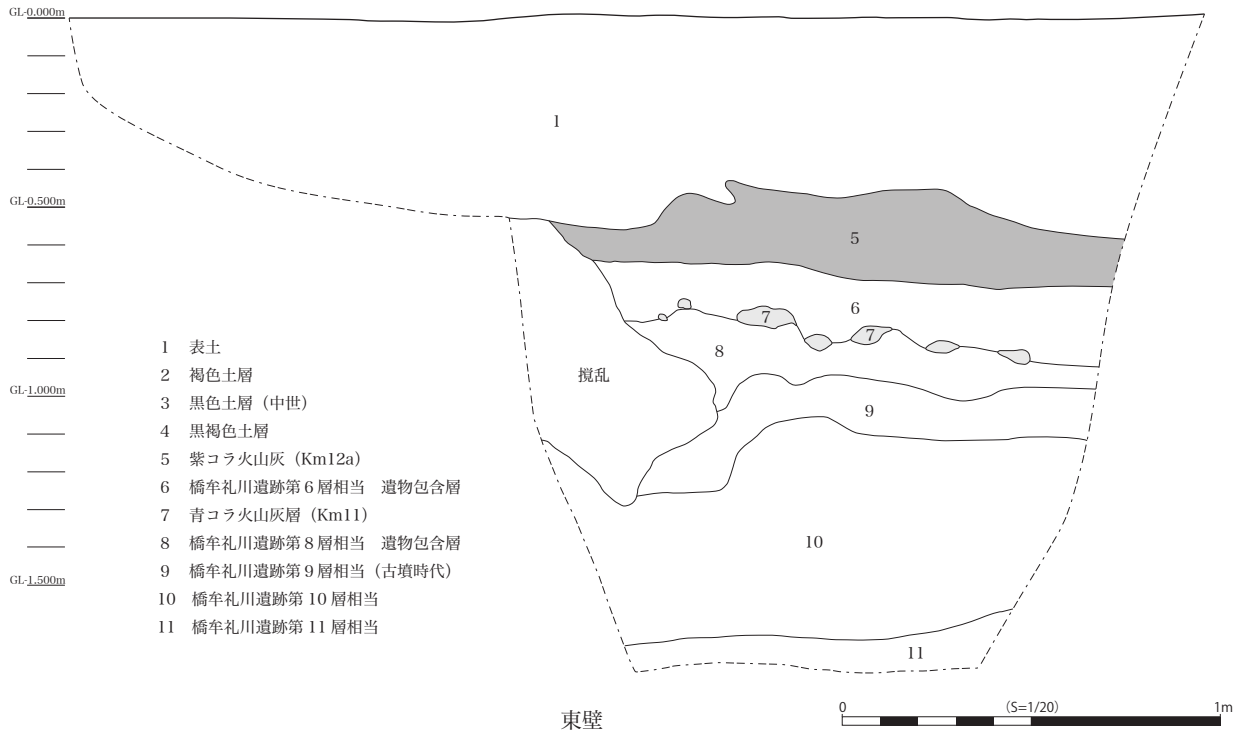 GL-0.000m
1
GL-0.500m
5
6
7
7
8
1 表土
2 褐色土層
3 黒色土層（中世）
4 黒褐色土層
5 紫コラ火山灰（Km12a）
6 橋牟礼川遺跡第６層相当　遺物包含層
7 青コラ火山灰層（Km11）
8 橋牟礼川遺跡第８層相当　遺物包含層
9 橋牟礼川遺跡第９層相当（古墳時代）
10 橋牟礼川遺跡第 10 層相当
11 橋牟礼川遺跡第 11 層相当
攪乱
GL-1.000m
9
10
GL-1.500m
11
東壁
0 (S=1/20) 1m